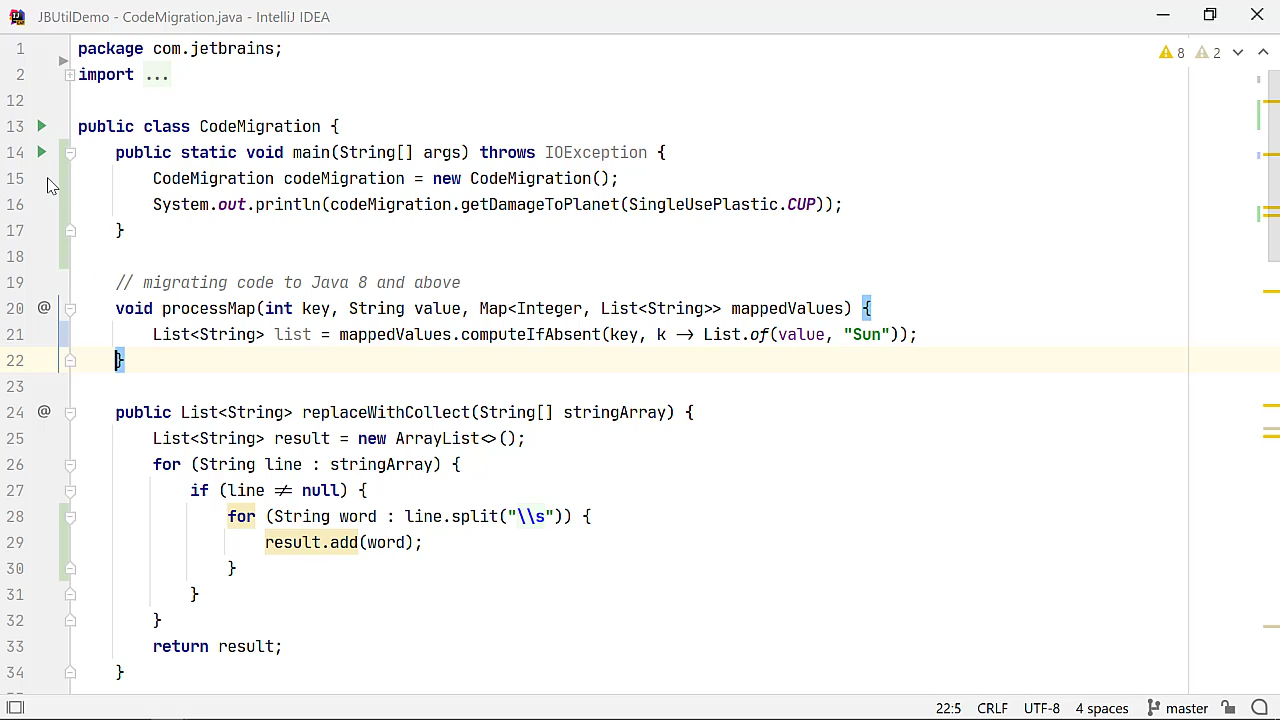 JBUtilDemo - CodeMigration.java - IntelliJ IDEA
8 2
1 package com.jetbrains;
2 import ...
12
13 public class CodeMigration {
14 public static void main(String[] args) throws IOException {
15 CodeMigration codeMigration = new CodeMigration();
16 System.out.println(codeMigration.getDamageToPlanet(SingleUsePlastic.CUP));
17 }
18
19 // migrating code to Java 8 and above
20 @ void processMap(int key, String value, Map<Integer, List<String>> mappedValues) {
21 List<String> list = mappedValues.computeIfAbsent(key, k → List.of(value, "Sun"));
22 }
23
24 @ public List<String> replaceWithCollect(String[] stringArray) {
25 List<String> result = new ArrayList<>();
26 for (String line : stringArray) {
27 if (line ≠ null) {
28 for (String word : line.split("\\s")) {
29 result.add(word);
30 }
31 }
32 }
33 return result;
34 }
22:5 CRLF UTF-8 4 spaces master